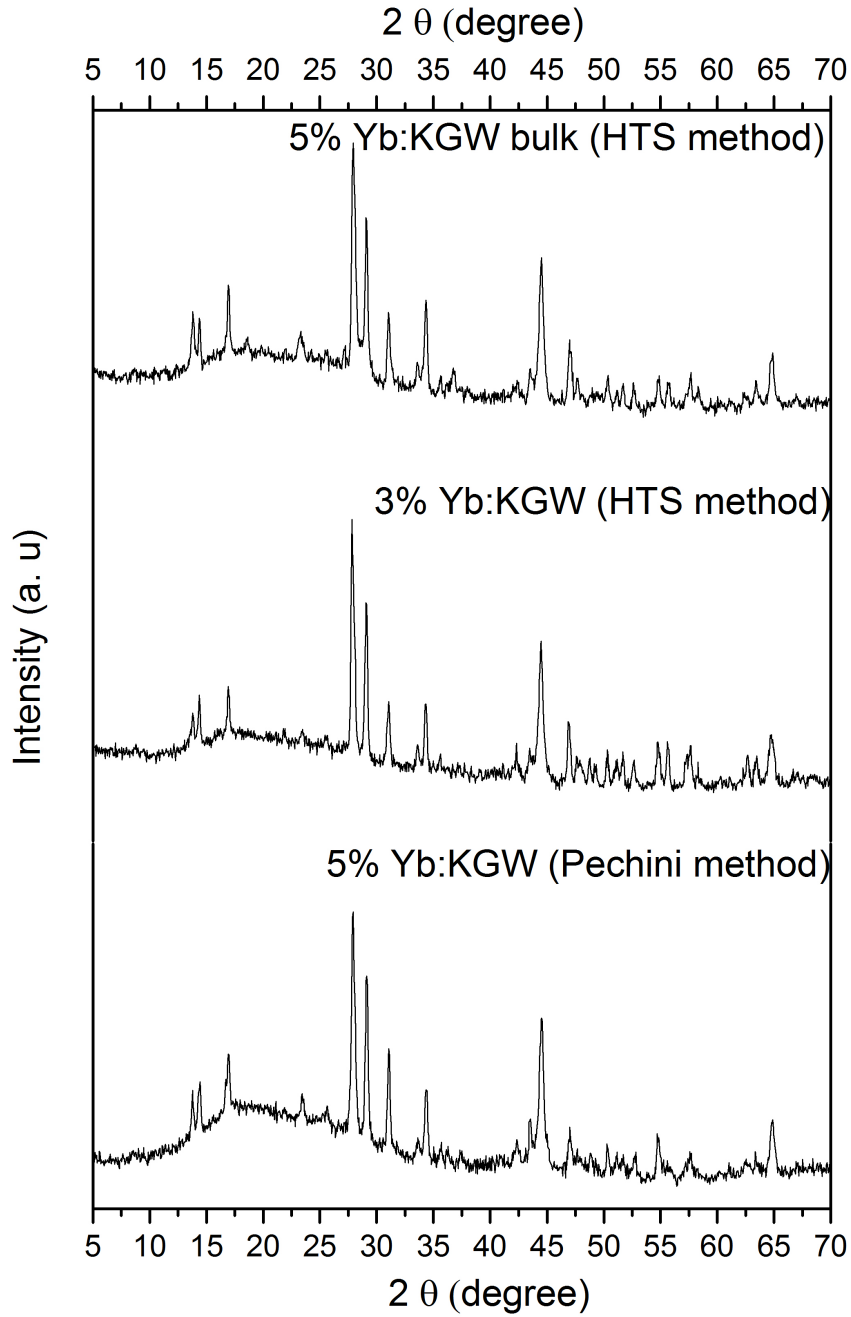 2 θ (degree)
5 10 15 20 25 30 35 40 45 50 55 60 65 70
5% Yb:KGW bulk (HTS method)
3% Yb:KGW (HTS method)
Intensity (a. u)
5% Yb:KGW (Pechini method)
5 10 15 20 25 30 35 40 45 50 55 60 65 70
2 θ (degree)